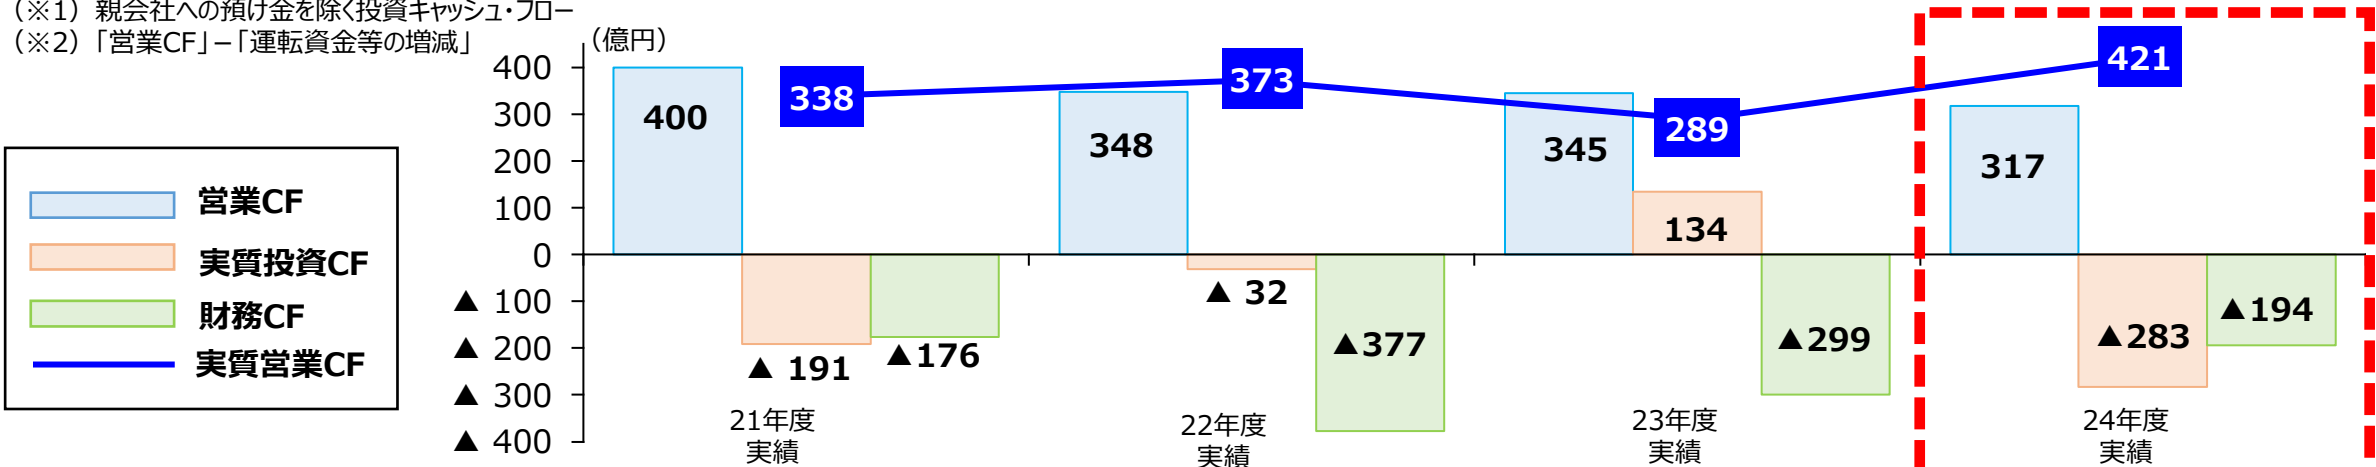 （※1）親会社への預け金を除く投資キャッシュ・フロー
（※2）「営業CF」－「運転資金等の増減」
（億円）
400
300
200
100
0
▲ 100
▲ 200
▲ 300
▲ 400
営業CF
実質投資CF
財務CF
実質営業CF
400
338
▲ 191
▲176
21年度
実績
348
373
▲ 32
▲377
22年度
実績
345
289
134
▲299
23年度
実績
317
421
▲283
▲194
24年度
実績